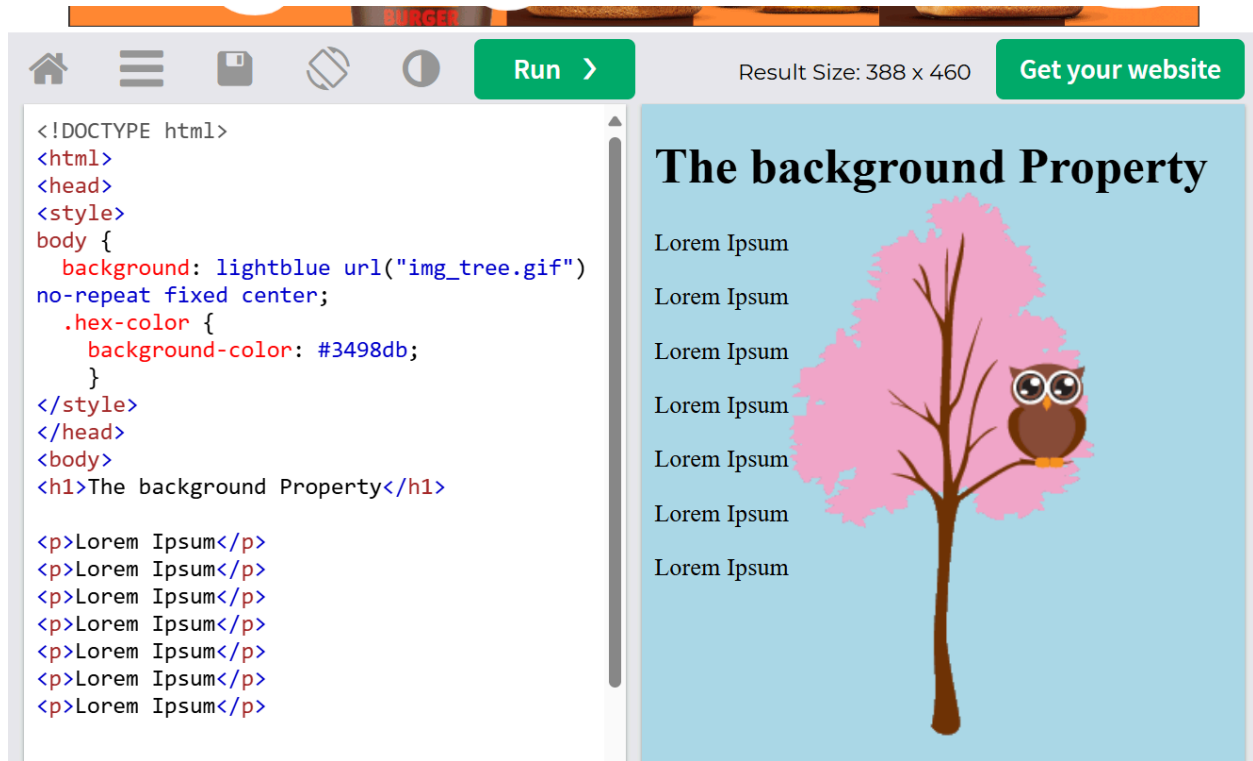 BURGER
Run ❯
Result Size: 388 x 460
Get your website
<!DOCTYPE html>
<html>
<head>
<style>
body {
  background: lightblue url("img_tree.gif")
no-repeat fixed center;
  .hex-color {
    background-color: #3498db;
    }
</style>
</head>
<body>
<h1>The background Property</h1>

<p>Lorem Ipsum</p>
<p>Lorem Ipsum</p>
<p>Lorem Ipsum</p>
<p>Lorem Ipsum</p>
<p>Lorem Ipsum</p>
<p>Lorem Ipsum</p>
<p>Lorem Ipsum</p>
The background Property
Lorem Ipsum
Lorem Ipsum
Lorem Ipsum
Lorem Ipsum
Lorem Ipsum
Lorem Ipsum
Lorem Ipsum